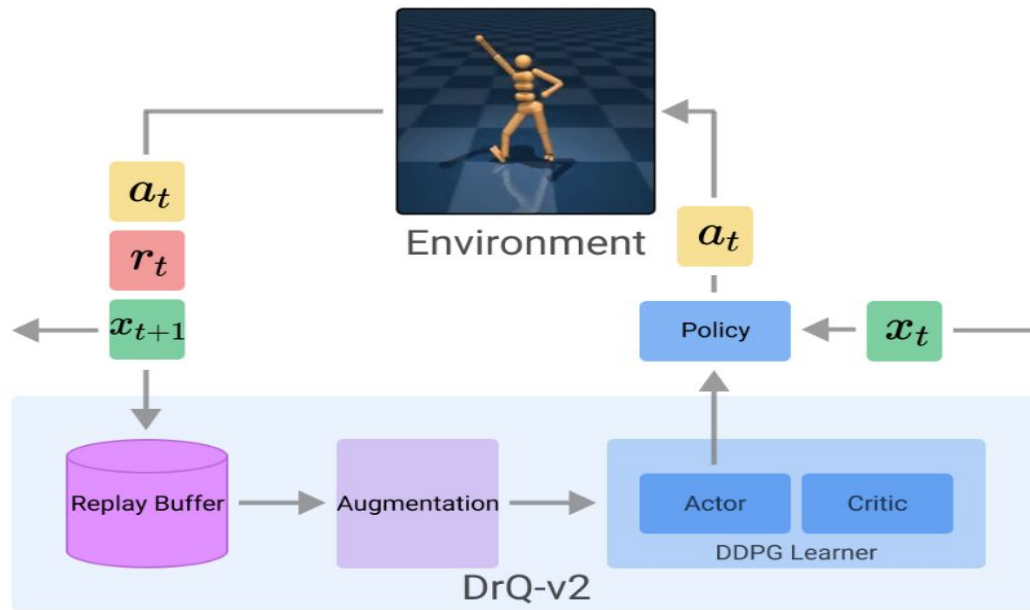 a_t
r_t
x_{t+1}
Environment
a_t
Policy
x_t
Replay Buffer
Augmentation
Actor
Critic
DDPG Learner
DrQ-v2